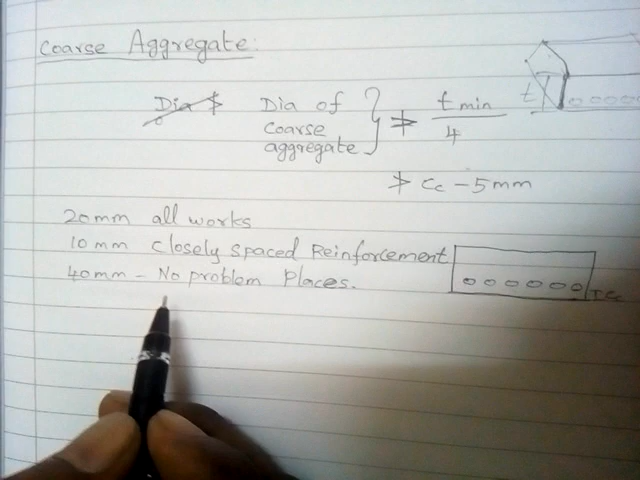 Coarse Aggregate:
Dia ≯ Dia of coarse aggregate } ≯ t min / 4
≯ Cc - 5mm
t
20mm all works
10mm Closely spaced Reinforcement
40mm - No problem Places.
Cc